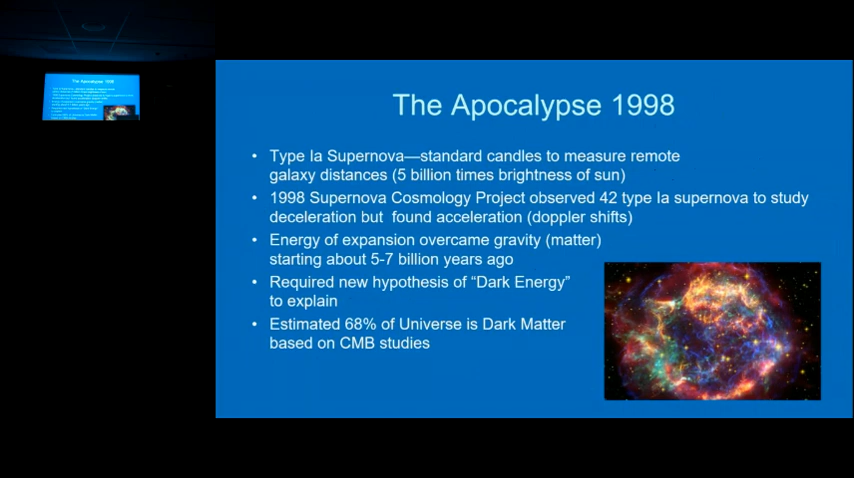 The Apocalypse 1998
• Type Ia Supernova—standard candles to measure remote
galaxy distances (5 billion times brightness of sun)
• 1998 Supernova Cosmology Project observed 42 type Ia supernova to study
deceleration but found acceleration (doppler shifts)
• Energy of expansion overcame gravity (matter)
starting about 5-7 billion years ago
• Required new hypothesis of “Dark Energy”
to explain
• Estimated 68% of Universe is Dark Matter
based on CMB studies
The Apocalypse 1998